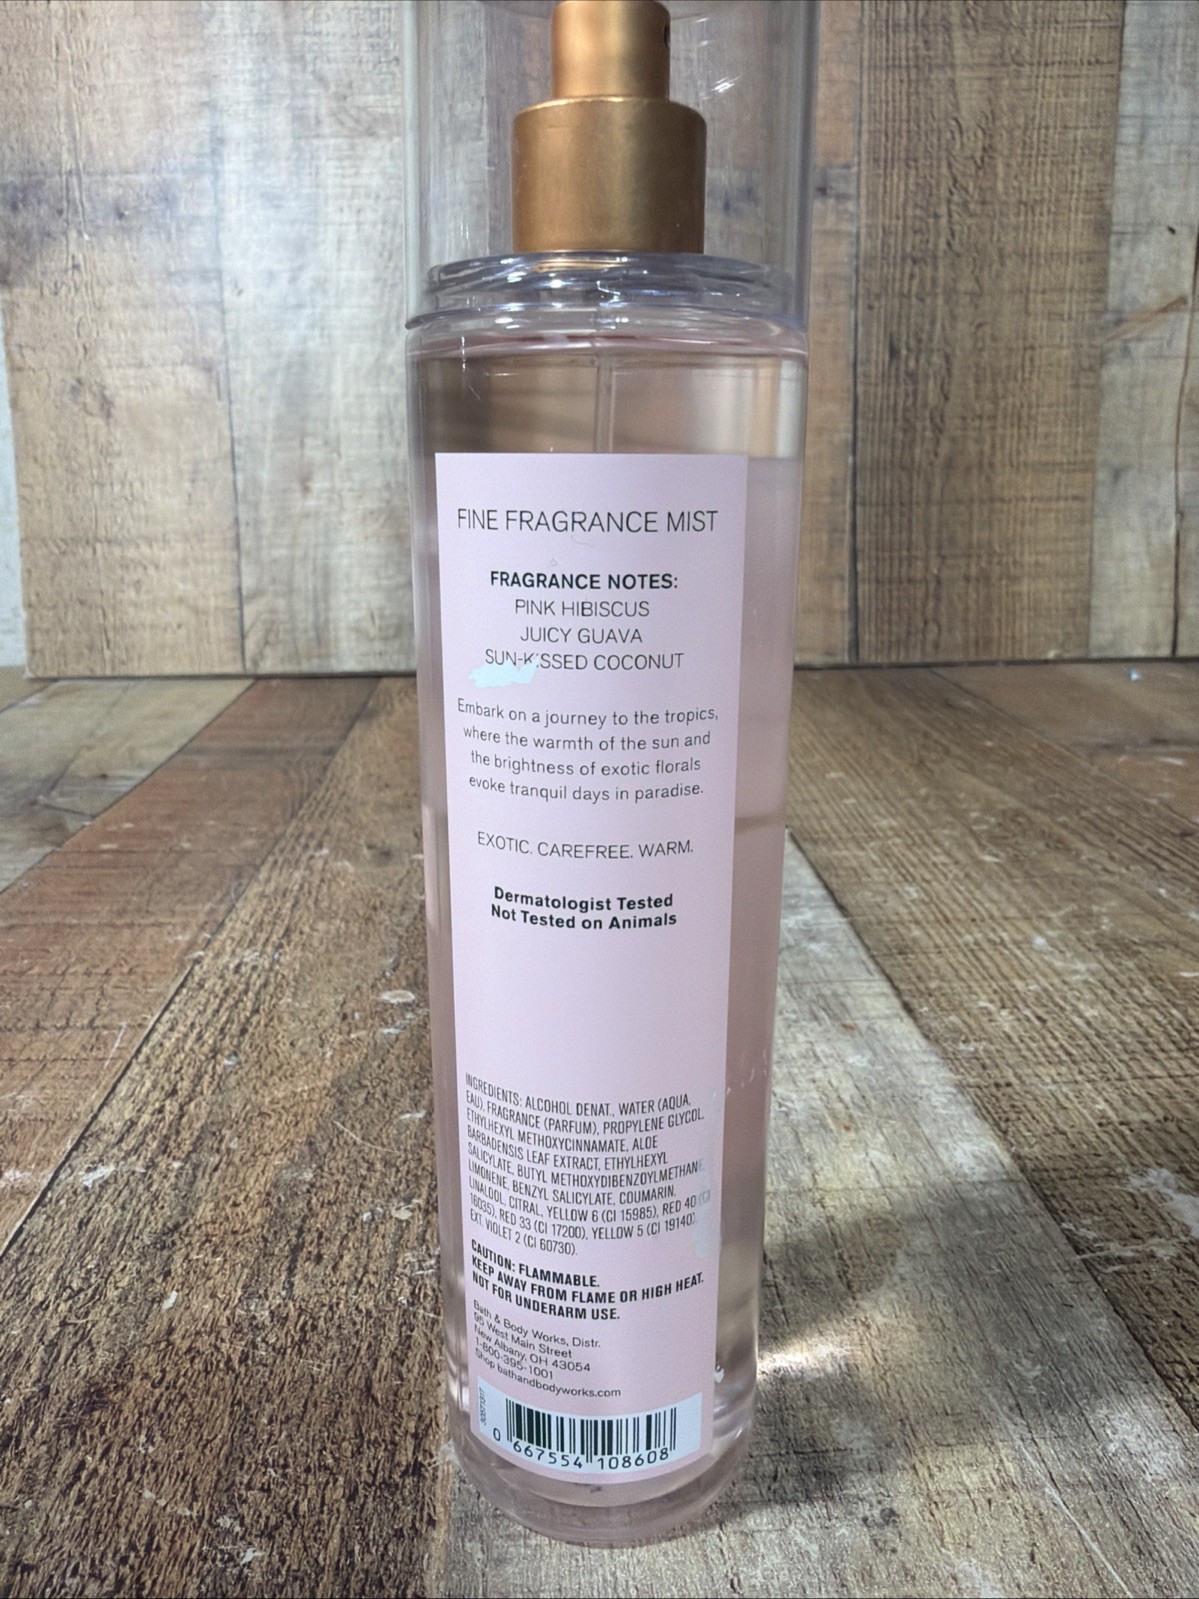 FINE FRAGRANCE MIST
FRAGRANCE NOTES:
PINK HIBISCUS
JUICY GUAVA
SUN-KISSED COCONUT
Embark on a journey to the tropics,
where the warmth of the sun and
the brightness of exotic florals
evoke tranquil days in paradise.
EXOTIC. CAREFREE. WARM.
Dermatologist Tested
Not Tested on Animals
INGREDIENTS: ALCOHOL DENAT., WATER (AQUA,
EAU), FRAGRANCE (PARFUM), PROPYLENE GLYCOL,
ETHYLHEXYL METHOXYCINNAMATE, ALOE
BARBADENSIS LEAF EXTRACT, ETHYLHEXYL
SALICYLATE, BUTYL METHOXYDIBENZOYLMETHANE,
LIMONENE, BENZYL SALICYLATE, COUMARIN,
LINALOOL, CITRAL, YELLOW 6 (CI 15985), RED 40 (CI
16035), RED 33 (CI 17200), YELLOW 5 (CI 19140),
EXT. VIOLET 2 (CI 60730).
CAUTION: FLAMMABLE.
KEEP AWAY FROM FLAME OR HIGH HEAT.
NOT FOR UNDERARM USE.
Bath & Body Works, Distr.
95 West Main Street
New Albany, OH 43054
1-800-395-1001
Shop bathandbodyworks.com
0 667554 108608